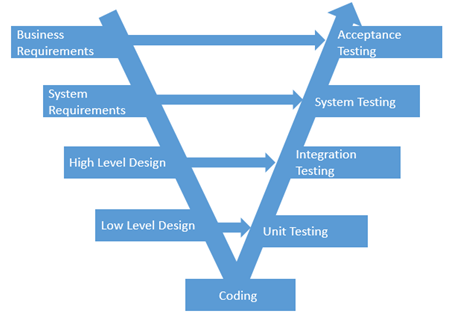 Business
Requirements
Acceptance
Testing
System
Requirements
System Testing
High Level Design
Integration
Testing
Low Level Design
Unit Testing
Coding